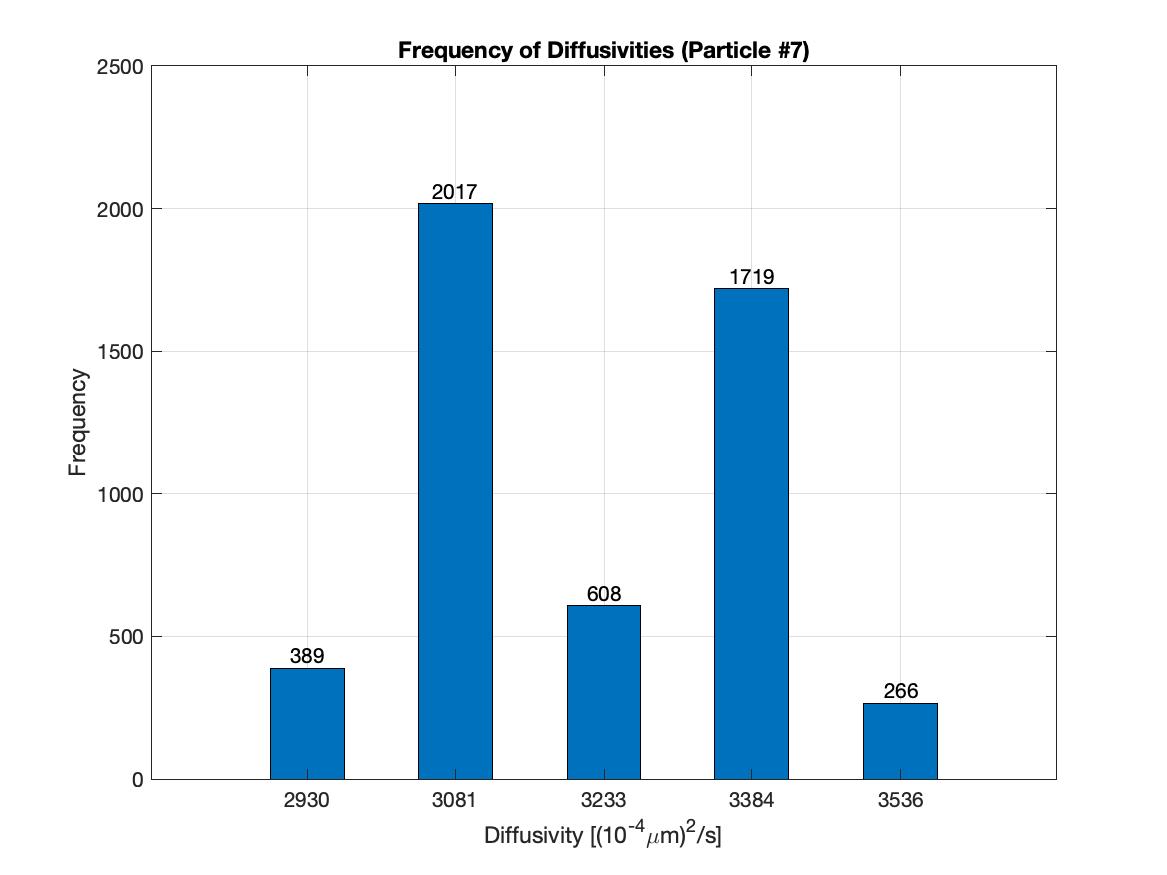 Frequency of Diffusivities (Particle #7)
2500
2000
1500
1000
500
0
Frequency
389
2017
608
1719
266
2930 3081 3233 3384 3536
Diffusivity [(10⁻⁴μm)²/s]